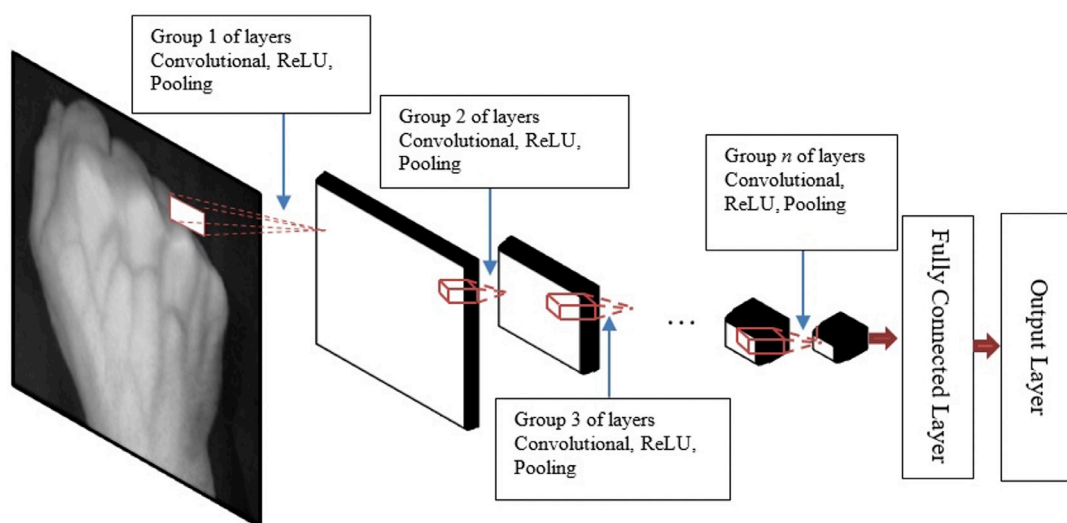 Group 1 of layers
Convolutional, ReLU,
Pooling
Group 2 of layers
Convolutional, ReLU,
Pooling
Group 3 of layers
Convolutional, ReLU,
Pooling
...
Group n of layers
Convolutional,
ReLU, Pooling
Fully Connected Layer
Output Layer